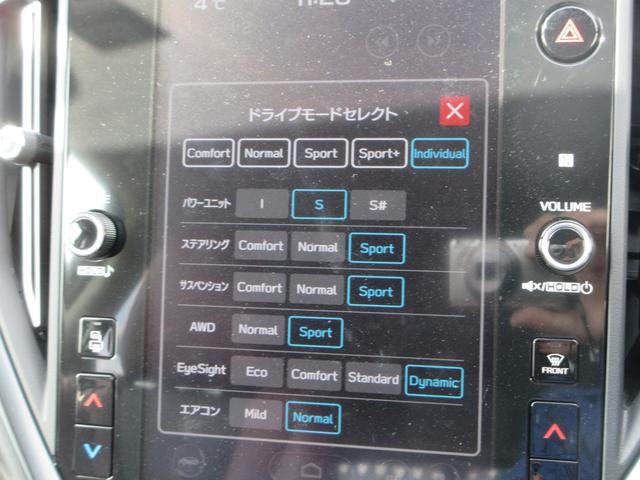 4℃
ドライブモードセレクト
Comfort Normal Sport Sport+ Individual
パワーユニット I S S#
ステアリング Comfort Normal Sport
サスペンション Comfort Normal Sport
AWD Normal Sport
EyeSight Eco Comfort Standard Dynamic
エアコン Mild Normal
VOLUME
HOLD
FRONT